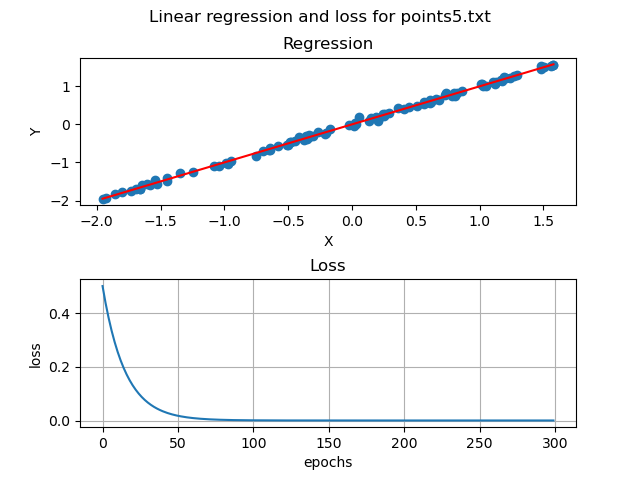 Linear regression and loss for points5.txt
Regression
1
0
−1
−2
Y
−2.0 −1.5 −1.0 −0.5 0.0 0.5 1.0 1.5
X
Loss
0.4
0.2
0.0
loss
0 50 100 150 200 250 300
epochs